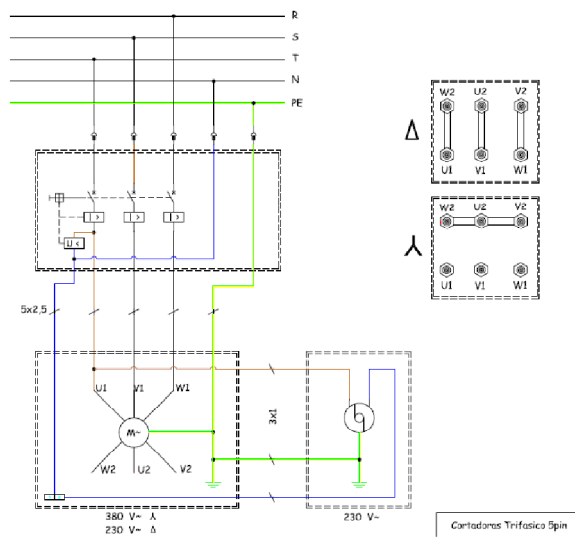 R
S
T
N
PE
W2 U2 V2
Δ
U1 V1 W1
W2 U2 V2
U1 V1 W1
U <
5x2,5
U1 V1 W1
M~
W2 U2 V2
3x1
380 V~ ⅄
230 V~ Δ
230 V~
Cortadoras Trifasico 5pin